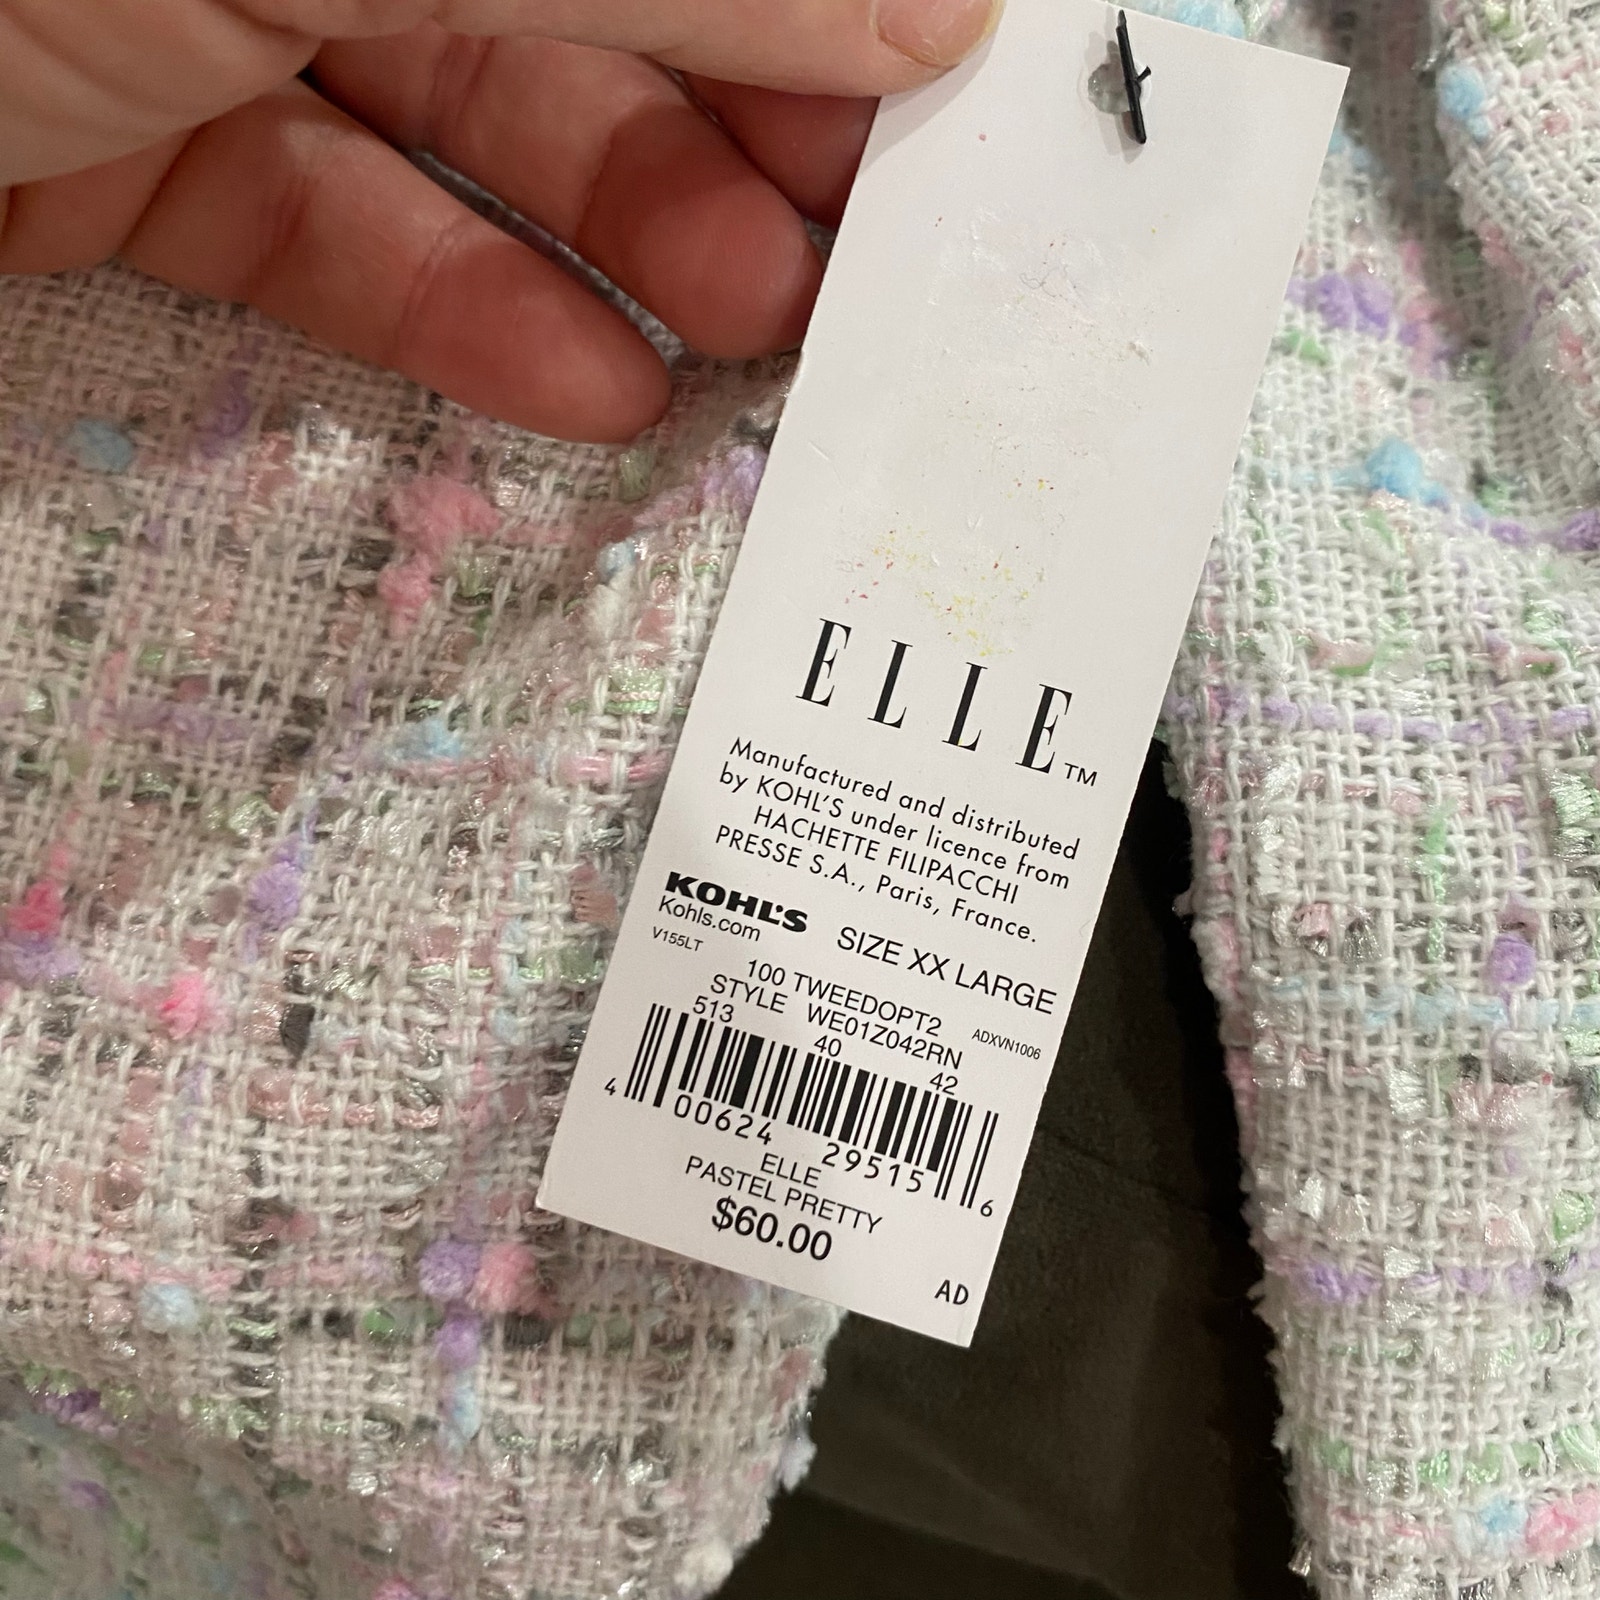 ELLE™
Manufactured and distributed
by KOHL'S under licence from
HACHETTE FILIPACCHI
PRESSE S.A., Paris, France.
KOHL'S
Kohls.com
SIZE XX LARGE
V155LT
100 TWEEDOPT2
STYLE WE01Z042RN
ADXVN1006
513 40 42
4 00624 29515 6
ELLE
PASTEL PRETTY
$60.00
AD